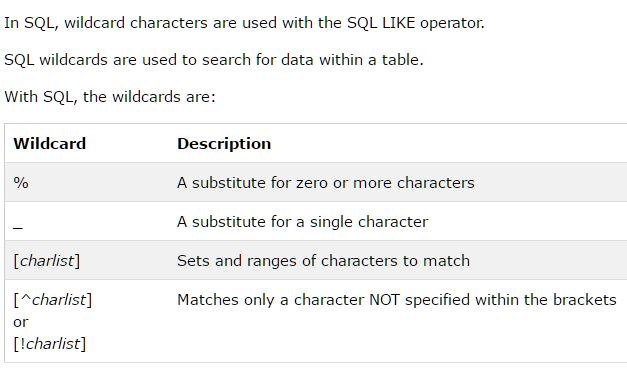 In SQL, wildcard characters are used with the SQL LIKE operator.
SQL wildcards are used to search for data within a table.
With SQL, the wildcards are:
Wildcard Description
% A substitute for zero or more characters
_ A substitute for a single character
[charlist] Sets and ranges of characters to match
[^charlist] Matches only a character NOT specified within the brackets
or
[!charlist]